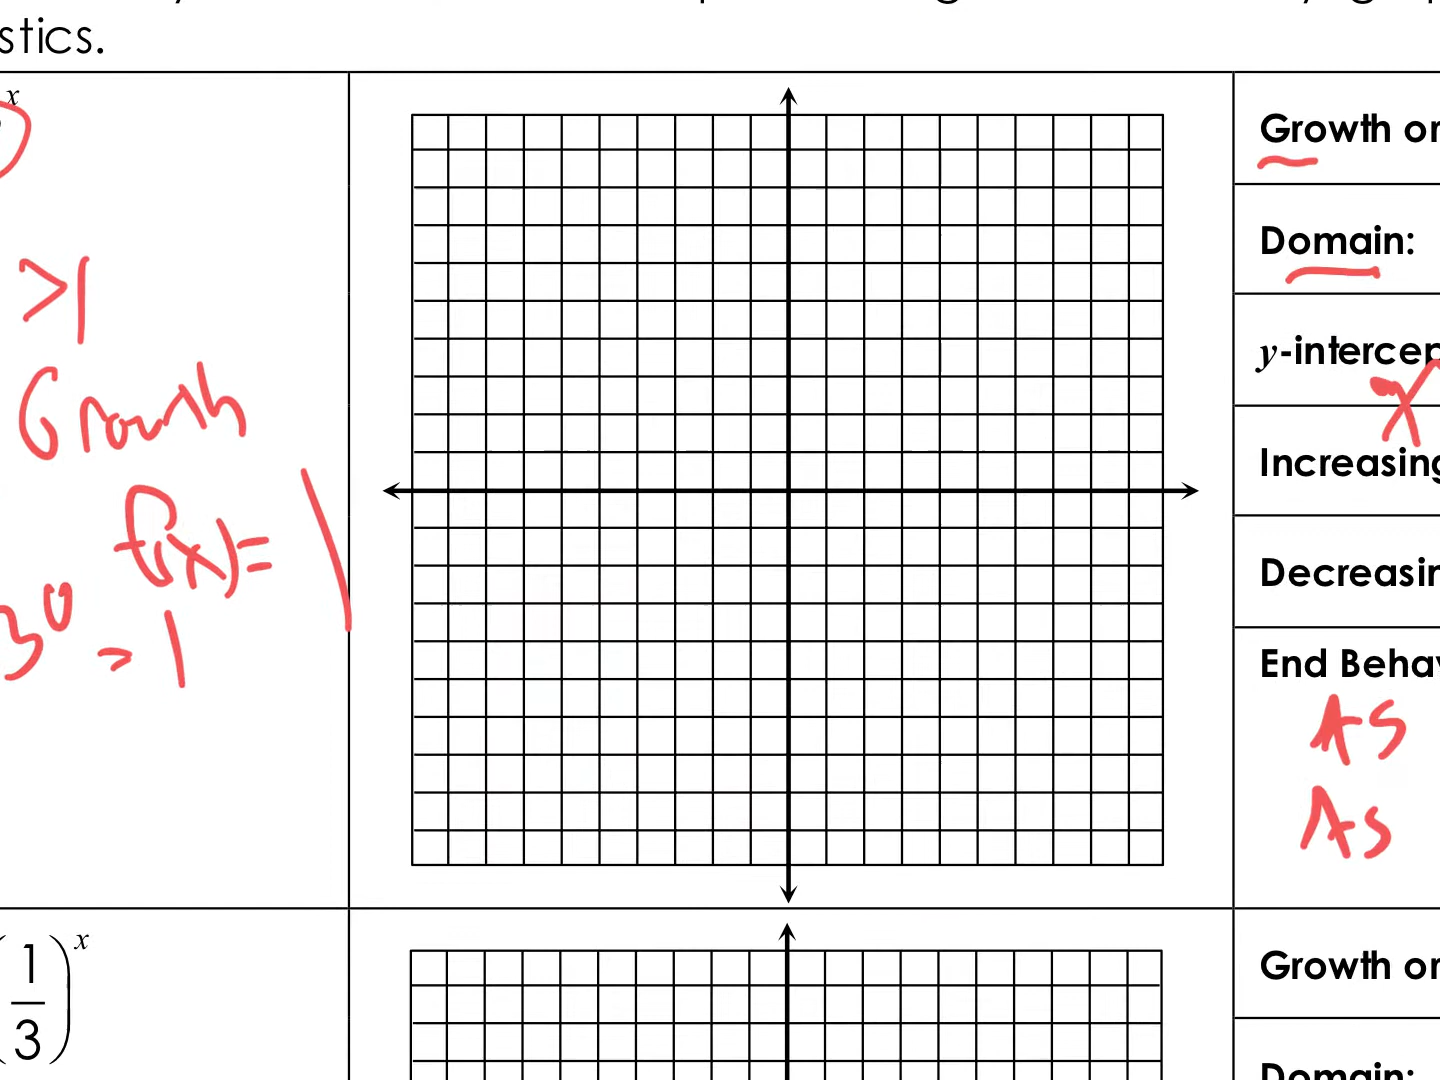 stics.
x
Growth or
>1
Domain:
Growth
y-intercep
x
Increasing
f(x)=
30 = 1
Decreasin
End Behav
As
As
(1/3)x
Growth or
Domain: